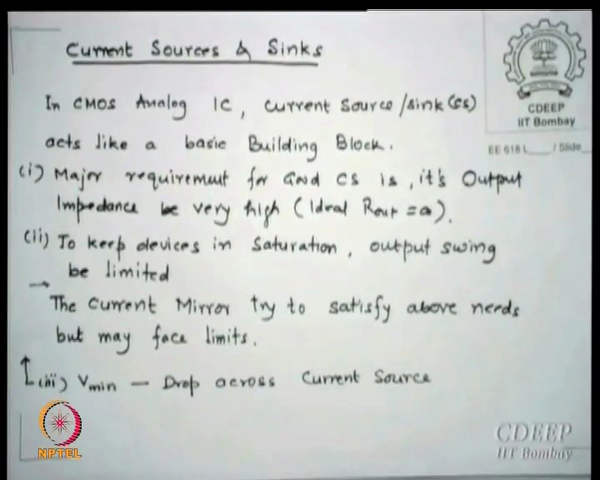 Current Sources & Sinks
CDEEP
IIT Bombay
EE 618 L____ / Slide__
In CMOS Analog IC, Current Source/sink (CS)
acts like a basic Building Block.
(i) Major requirement for Good CS is, it's Output
Impedance be very high (Ideal Rout = α).
(ii) To keep devices in Saturation, output swing
be limited
→ The Current Mirror try to satisfy above needs
but may face limits.
(iii) Vmin — Drop across Current Source
NPTEL
CDEEP
IIT Bombay